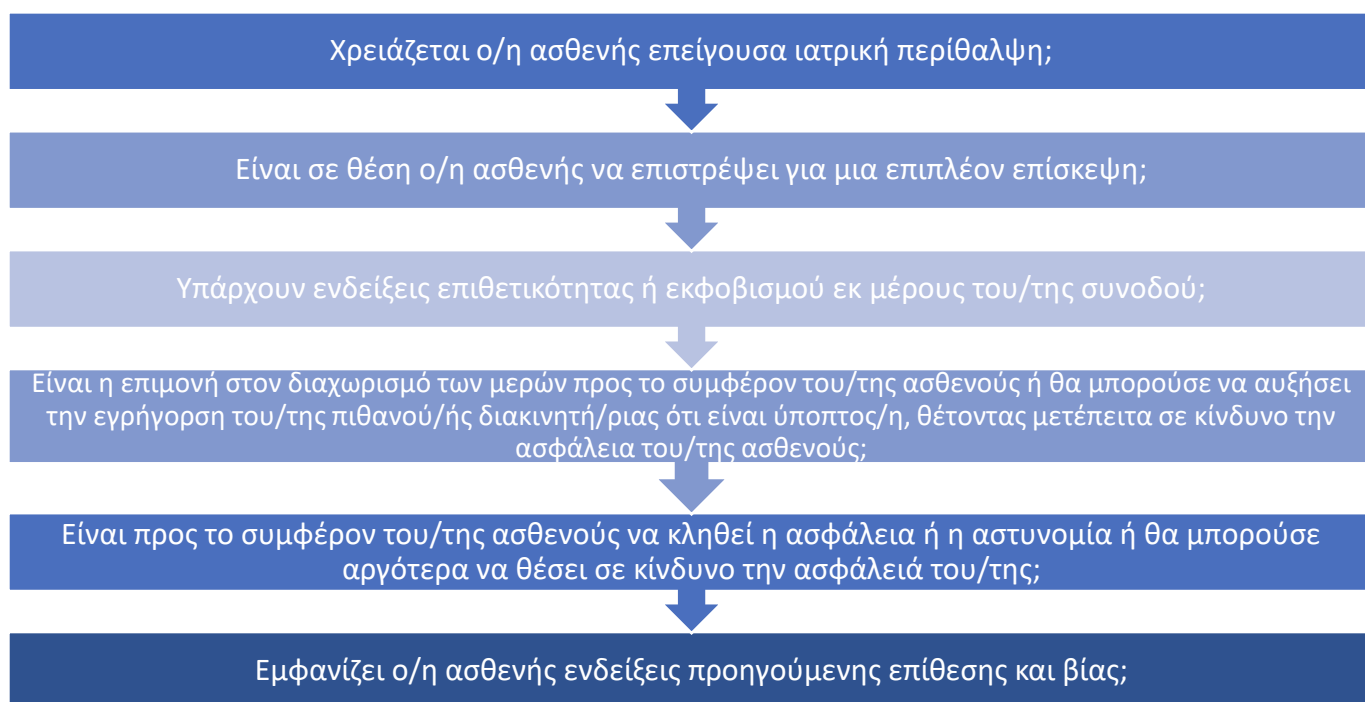 Χρειάζεται ο/η ασθενής επείγουσα ιατρική περίθαλψη;
Είναι σε θέση ο/η ασθενής να επιστρέψει για μια επιπλέον επίσκεψη;
Υπάρχουν ενδείξεις επιθετικότητας ή εκφοβισμού εκ μέρους του/της συνοδού;
Είναι η επιμονή στον διαχωρισμό των μερών προς το συμφέρον του/της ασθενούς ή θα μπορούσε να αυξήσει
την εγρήγορση του/της πιθανού/ής διακινητή/ριας ότι είναι ύποπτος/η, θέτοντας μετέπειτα σε κίνδυνο την
ασφάλεια του/της ασθενούς;
Είναι προς το συμφέρον του/της ασθενούς να κληθεί η ασφάλεια ή η αστυνομία ή θα μπορούσε
αργότερα να θέσει σε κίνδυνο την ασφάλειά του/της;
Εμφανίζει ο/η ασθενής ενδείξεις προηγούμενης επίθεσης και βίας;